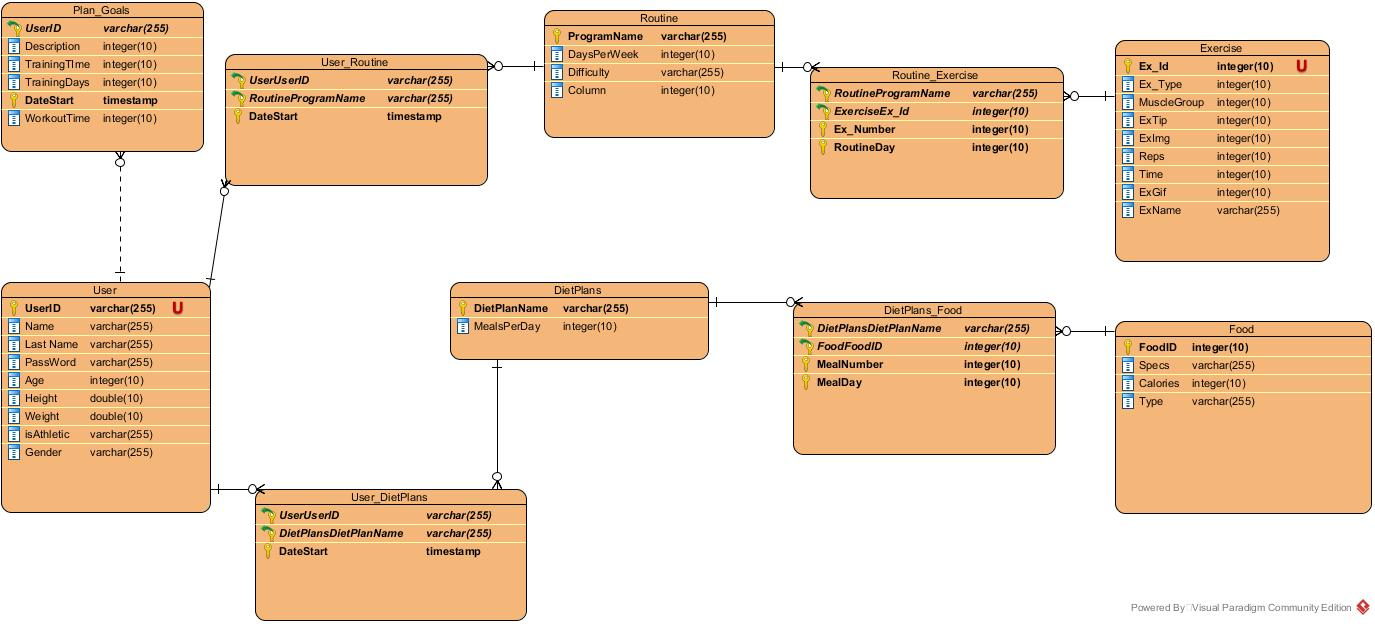 Plan_Goals
UserID varchar(255)
Description integer(10)
TrainingTIme integer(10)
TrainingDays integer(10)
DateStart timestamp
WorkoutTime integer(10)
User_Routine
UserUserID varchar(255)
RoutineProgramName varchar(255)
DateStart timestamp
Routine
ProgramName varchar(255)
DaysPerWeek integer(10)
Difficulty varchar(255)
Column integer(10)
Routine_Exercise
RoutineProgramName varchar(255)
ExerciseEx_Id integer(10)
Ex_Number integer(10)
RoutineDay integer(10)
Exercise
Ex_Id integer(10) U
Ex_Type integer(10)
MuscleGroup integer(10)
ExTip integer(10)
ExImg integer(10)
Reps integer(10)
Time integer(10)
ExGif integer(10)
ExName varchar(255)
User
UserID varchar(255) U
Name varchar(255)
Last Name varchar(255)
PassWord varchar(255)
Age integer(10)
Height double(10)
Weight double(10)
isAthletic varchar(255)
Gender varchar(255)
DietPlans
DietPlanName varchar(255)
MealsPerDay integer(10)
DietPlans_Food
DietPlansDietPlanName varchar(255)
FoodFoodID integer(10)
MealNumber integer(10)
MealDay integer(10)
Food
FoodID integer(10)
Specs varchar(255)
Calories integer(10)
Type varchar(255)
User_DietPlans
UserUserID varchar(255)
DietPlansDietPlanName varchar(255)
DateStart timestamp
Powered By Visual Paradigm Community Edition